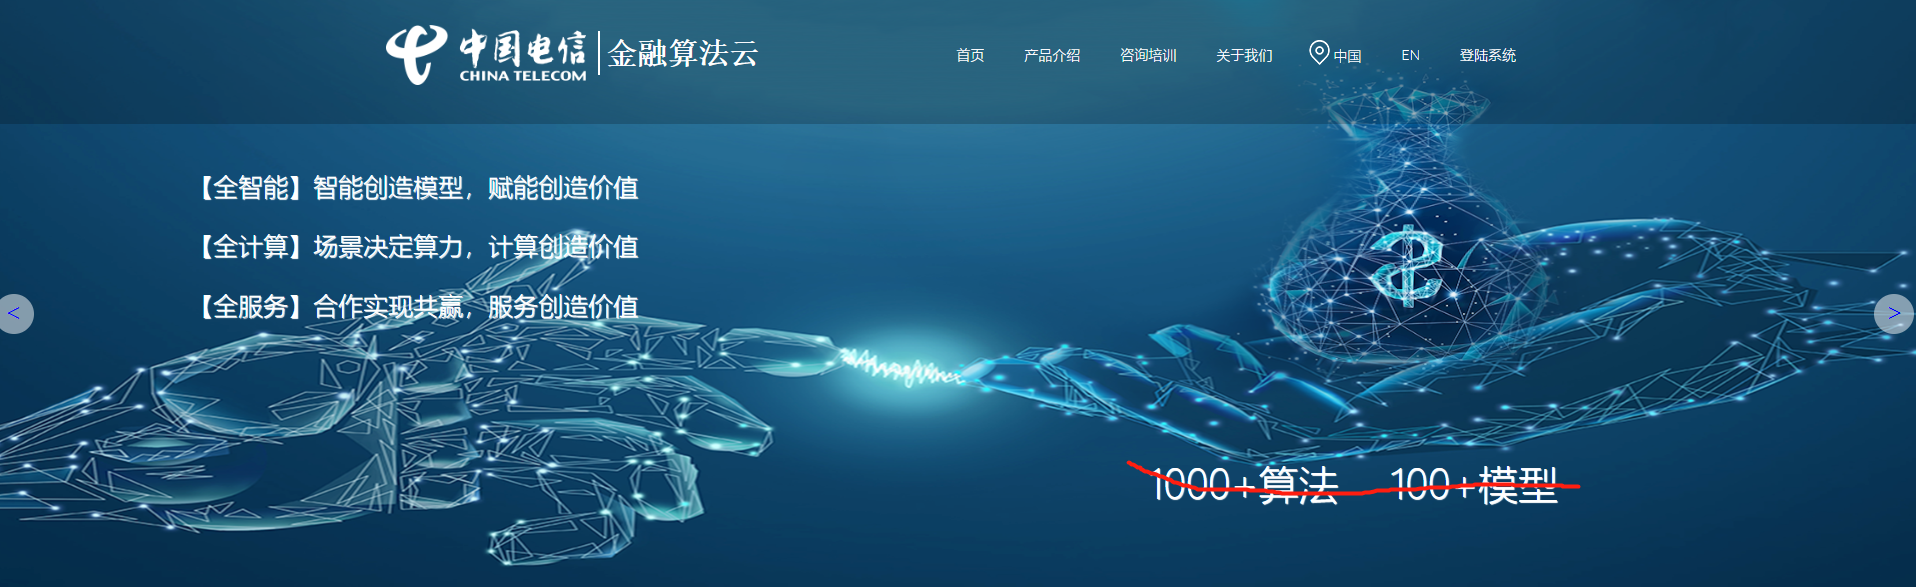 中国电信 金融算法云
CHINA TELECOM
首页 产品介绍 咨询培训 关于我们 中国 EN 登陆系统
【全智能】智能创造模型，赋能创造价值
【全计算】场景决定算力，计算创造价值
【全服务】合作实现共赢，服务创造价值
< >
1000+算法 100+模型